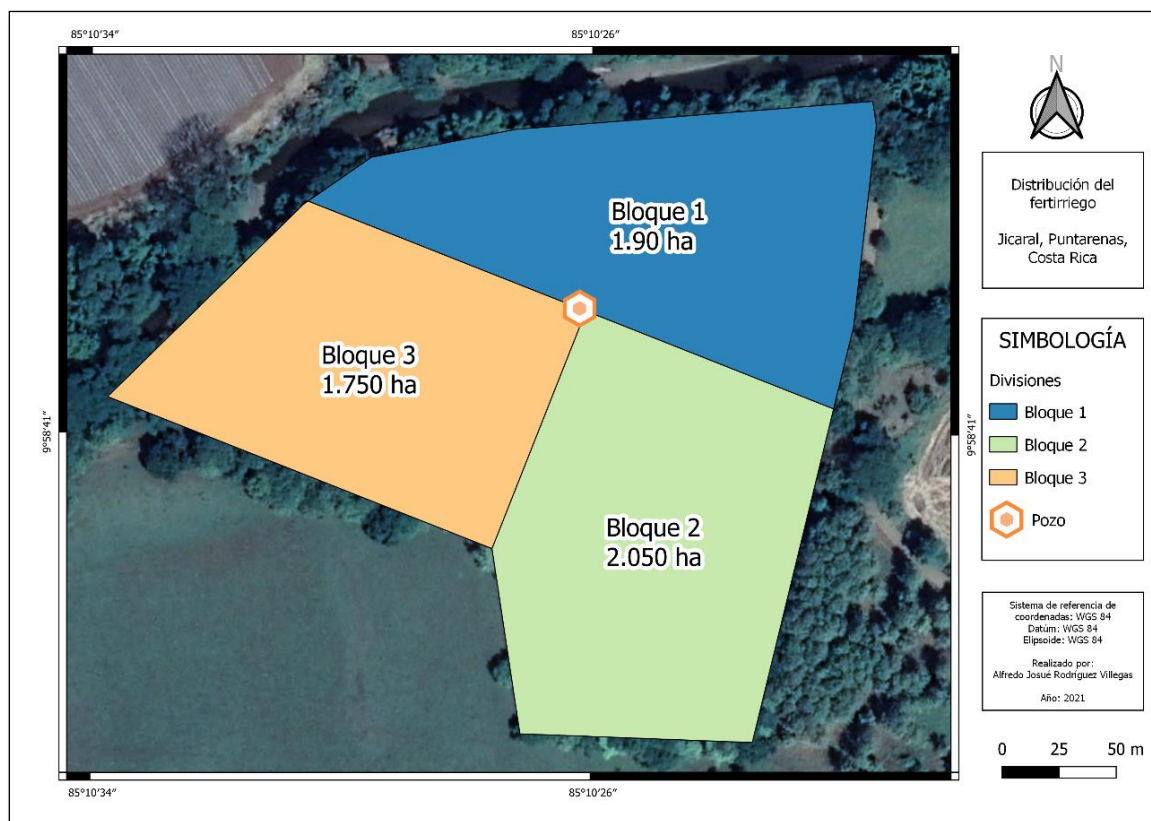 85°10'34"
85°10'26"
N
Distribución del
fertirriego
Jicaral, Puntarenas,
Costa Rica
Bloque 1
1.90 ha
Bloque 3
1.750 ha
Bloque 2
2.050 ha
9°58'41"
9°58'41"
SIMBOLOGÍA
Divisiones
Bloque 1
Bloque 2
Bloque 3
Pozo
Sistema de referencia de
coordenadas: WGS 84
Datúm: WGS 84
Elipsoide: WGS 84
Realizado por:
Alfredo Josué Rodríguez Villegas
Año: 2021
0 25 50 m
85°10'34"
85°10'26"